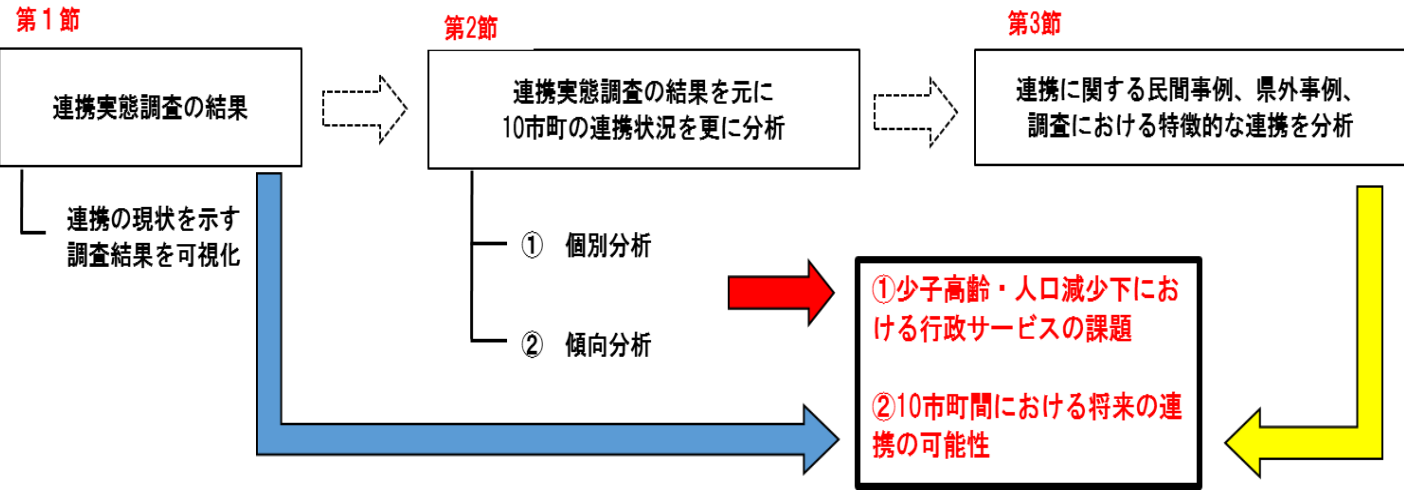 第１節
連携実態調査の結果
連携の現状を示す
調査結果を可視化
第2節
連携実態調査の結果を元に
10市町の連携状況を更に分析
①　個別分析
②　傾向分析
第3節
連携に関する民間事例、県外事例、
調査における特徴的な連携を分析
①少子高齢・人口減少下にお
ける行政サービスの課題
②10市町間における将来の連
携の可能性